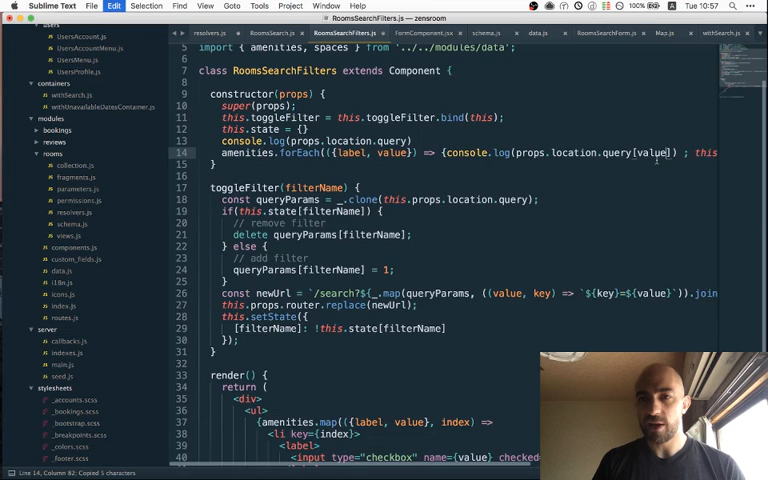 Sublime Text File Edit Selection Find View Goto Tools Project Window Help 100% 10:57
RoomsSearchFilter.js — zensroom
resolvers.js RoomsSearch.js RoomsSearchFilters.js FormComponent.jsx schema.js data.js RoomsSearchForm.js Map.js withSearch.js
users
UsersAccount.js
UsersAccountMenu.js
UsersMenu.js
UsersProfile.js
containers
withSearch.js
withUnavailableDatesContainer.js
modules
bookings
reviews
rooms
collection.js
fragments.js
parameters.js
permissions.js
resolvers.js
schema.js
views.js
components.js
custom_fields.js
data.js
i18n.js
icons.js
index.js
routes.js
server
callbacks.js
indexes.js
main.js
seed.js
stylesheets
_accounts.scss
_bookings.scss
_bootstrap.scss
_breakpoints.scss
_colors.scss
_footer.scss
5 import { amenities, spaces } from '../../modules/data';
6
7 class RoomsSearchFilters extends Component {
8
9 constructor(props) {
10 super(props);
11 this.toggleFilter = this.toggleFilter.bind(this);
12 this.state = {}
13 console.log(props.location.query)
14 amenities.forEach(({label, value}) => {console.log(props.location.query[value]) ; this
15 }
16
17 toggleFilter(filterName) {
18 const queryParams = _.clone(this.props.location.query);
19 if(this.state[filterName]) {
20 // remove filter
21 delete queryParams[filterName];
22 } else {
23 // add filter
24 queryParams[filterName] = 1;
25 }
26 const newUrl = `/search?${_.map(queryParams, ((value, key) => `${key}=${value}`)).join
27 this.props.router.replace(newUrl);
28 this.setState({
29 [filterName]: !this.state[filterName]
30 });
31 }
32
33 render() {
34 return (
35 <div>
36 <ul>
37 {amenities.map(({label, value}, index) =>
38 <li key={index}>
39 <label>
40 <input type="checkbox" name={value} checked=
Line 14, Column 82; Copied 5 characters